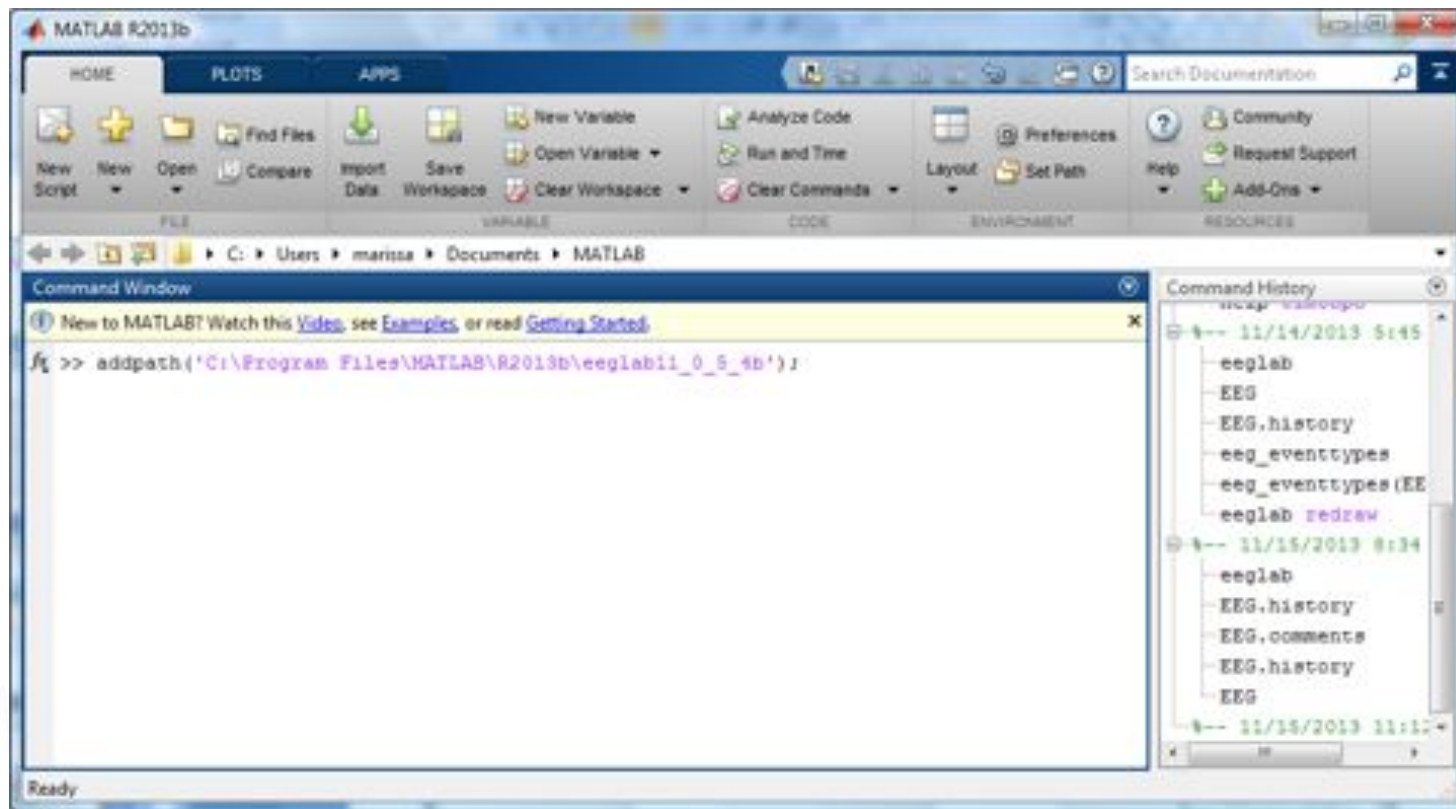 MATLAB R2013b
HOME PLOTS APPS Search Documentation
New Script New Open Find Files Compare Import Data Save Workspace New Variable Open Variable Clear Workspace Analyze Code Run and Time Clear Commands Layout Preferences Set Path Help Community Request Support Add-Ons
FILE VARIABLE CODE ENVIRONMENT RESOURCES
C: Users marissa Documents MATLAB
Command Window
New to MATLAB? Watch this Video, see Examples, or read Getting Started.
fx >> addpath('C:\Program Files\MATLAB\R2013b\eeglab11_0_5_4b');
Command History
help
%-- 11/14/2013 5:45
eeglab
EEG
EEG.history
eeg_eventtypes
eeg_eventtypes(EE
eeglab redraw
%-- 11/15/2013 8:34
eeglab
EEG.history
EEG.comments
EEG.history
EEG
%-- 11/15/2013 11:1
Ready